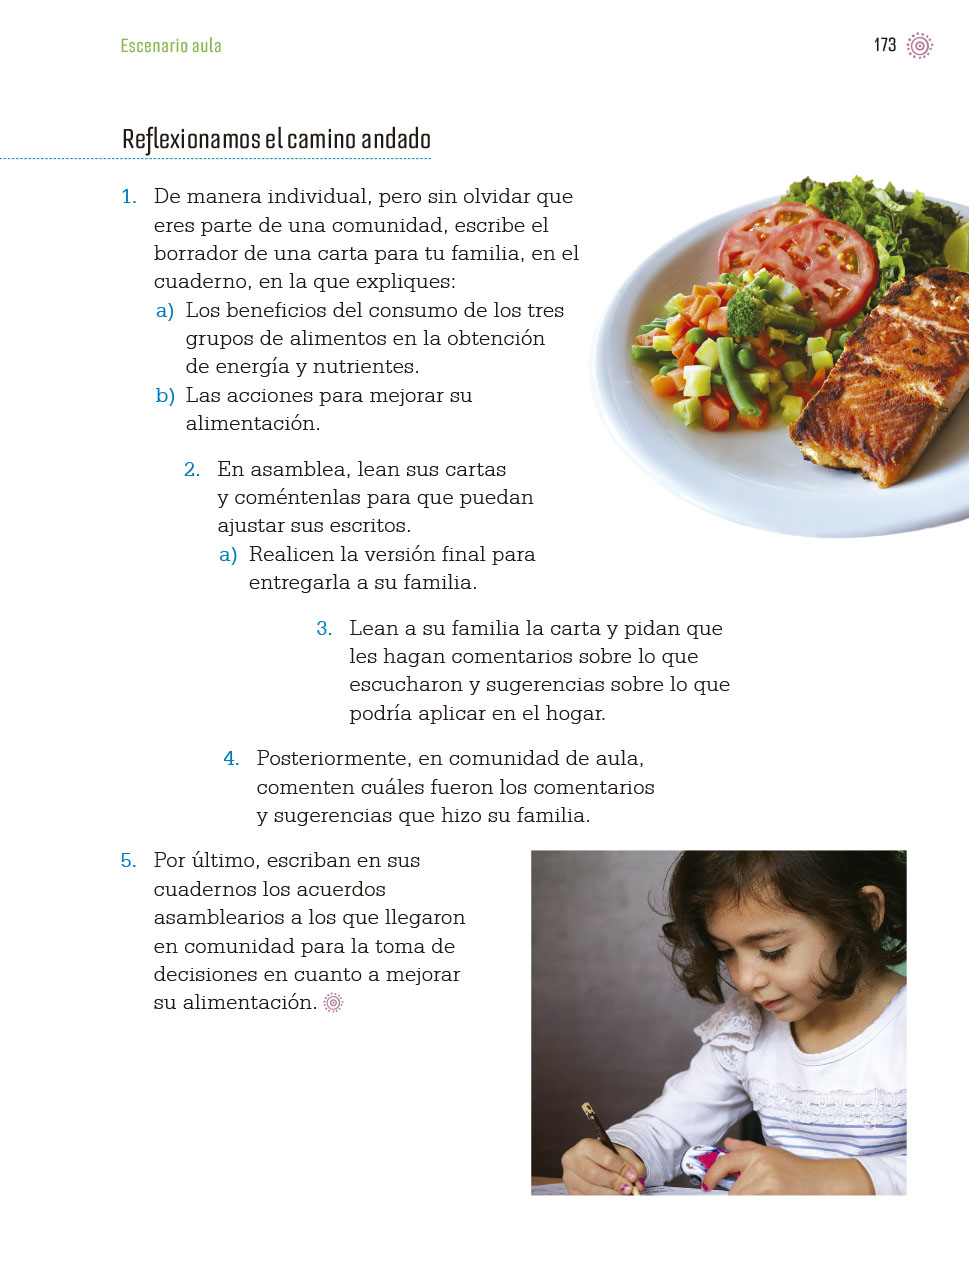 Escenario aula
173
Reflexionamos el camino andado
1. De manera individual, pero sin olvidar que
eres parte de una comunidad, escribe el
borrador de una carta para tu familia, en el
cuaderno, en la que expliques:
a) Los beneficios del consumo de los tres
grupos de alimentos en la obtención
de energía y nutrientes.
b) Las acciones para mejorar su
alimentación.
2. En asamblea, lean sus cartas
y coméntenlas para que puedan
ajustar sus escritos.
a) Realicen la versión final para
entregarla a su familia.
3. Lean a su familia la carta y pidan que
les hagan comentarios sobre lo que
escucharon y sugerencias sobre lo que
podría aplicar en el hogar.
4. Posteriormente, en comunidad de aula,
comenten cuáles fueron los comentarios
y sugerencias que hizo su familia.
5. Por último, escriban en sus
cuadernos los acuerdos
asamblearios a los que llegaron
en comunidad para la toma de
decisiones en cuanto a mejorar
su alimentación.